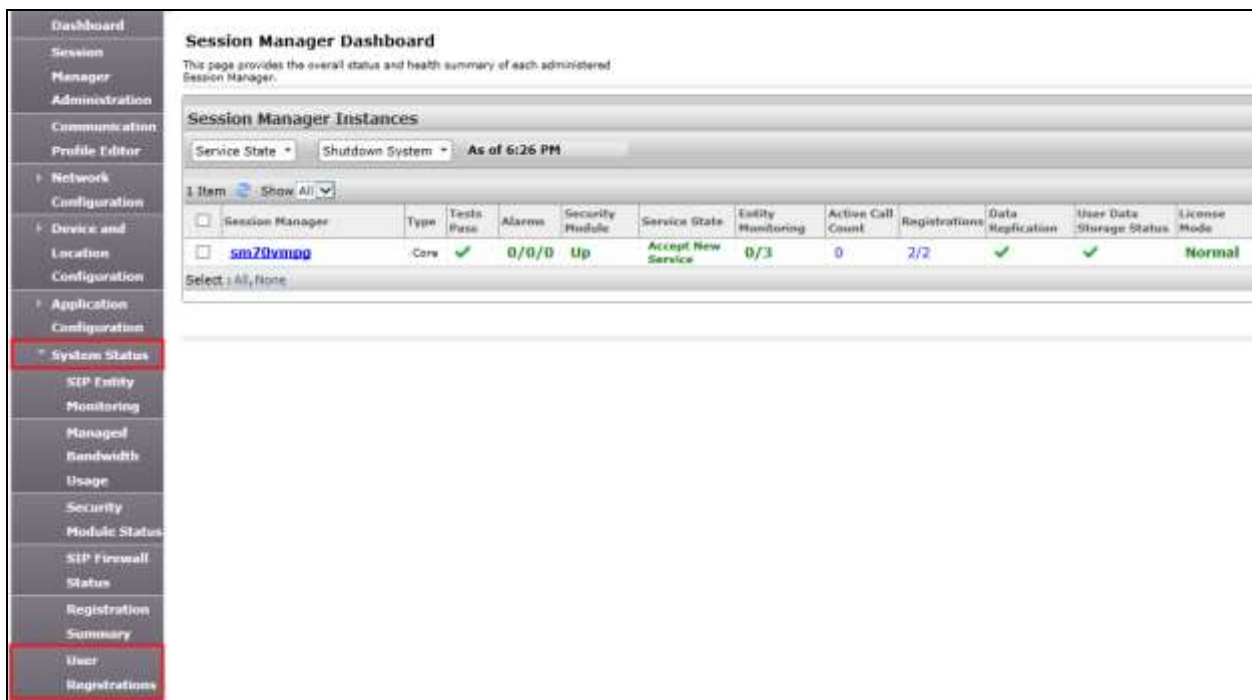 Dashboard
Session
Manager
Administration
Communication
Profile Editor
Network
Configuration
Device and
Location
Configuration
Application
Configuration
System Status
SIP Entity
Monitoring
Managed
Bandwidth
Usage
Security
Module Status
SIP Firewall
Status
Registration
Summary
User
Registrations
Session Manager Dashboard
This page provides the overall status and health summary of each administered
Session Manager.
Session Manager Instances
Service State Shutdown System As of 6:26 PM
1 Item Show All
Session Manager Type Tests Pass Alarms Security Module Service State Entity Monitoring Active Call Count Registrations Data Replication User Data Storage Status License Mode
sm70vmpg Core 0/0/0 Up Accept New Service 0/3 0 2/2 Normal
Select : All, None